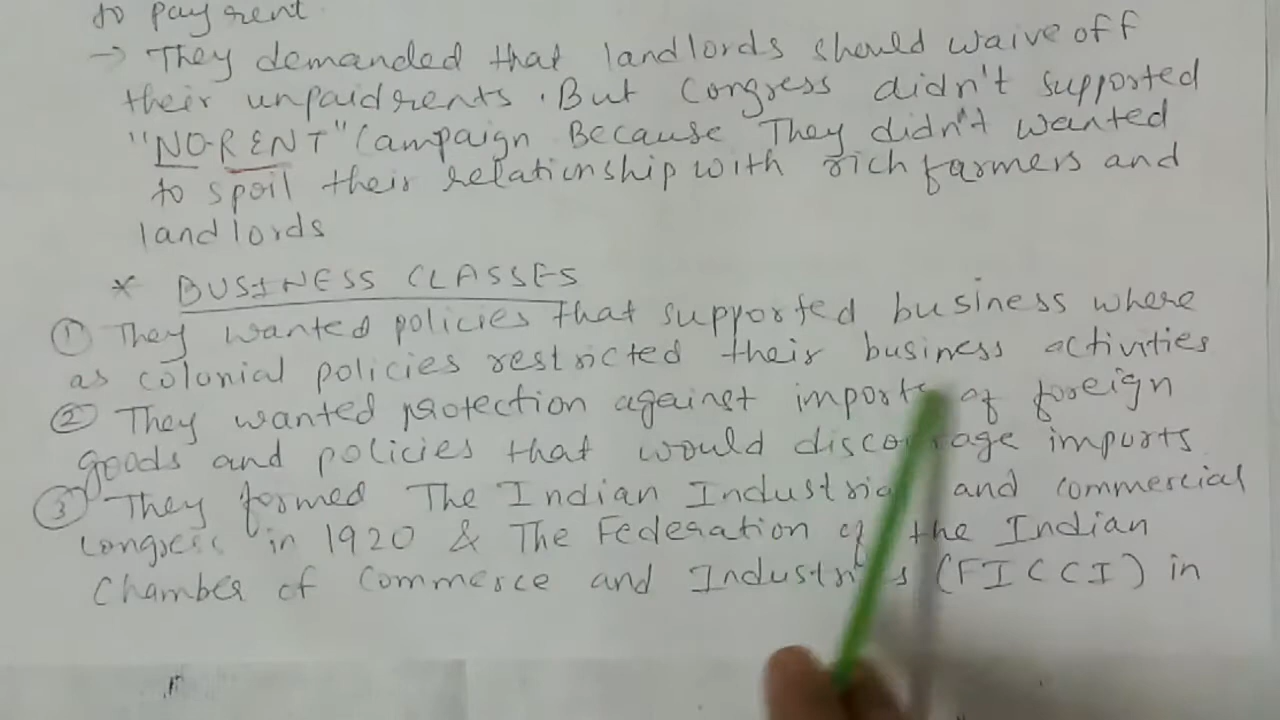 to pay rent
→ They demanded that landlords should waive off
their unpaid rents. But Congress didn't supported
"NO-RENT" Campaign Because They didn't wanted
to spoil their relationship with rich farmers and
landlords
* BUSINESS CLASSES
① They wanted policies that supported business where
as colonial policies restricted their business activities
② They wanted protection against imports of foreign
goods and policies that would discourage imports
③ They formed The Indian Industrial and commercial
Congress in 1920 & The Federation of the Indian
Chamber of Commerce and Industries (FICCI) in